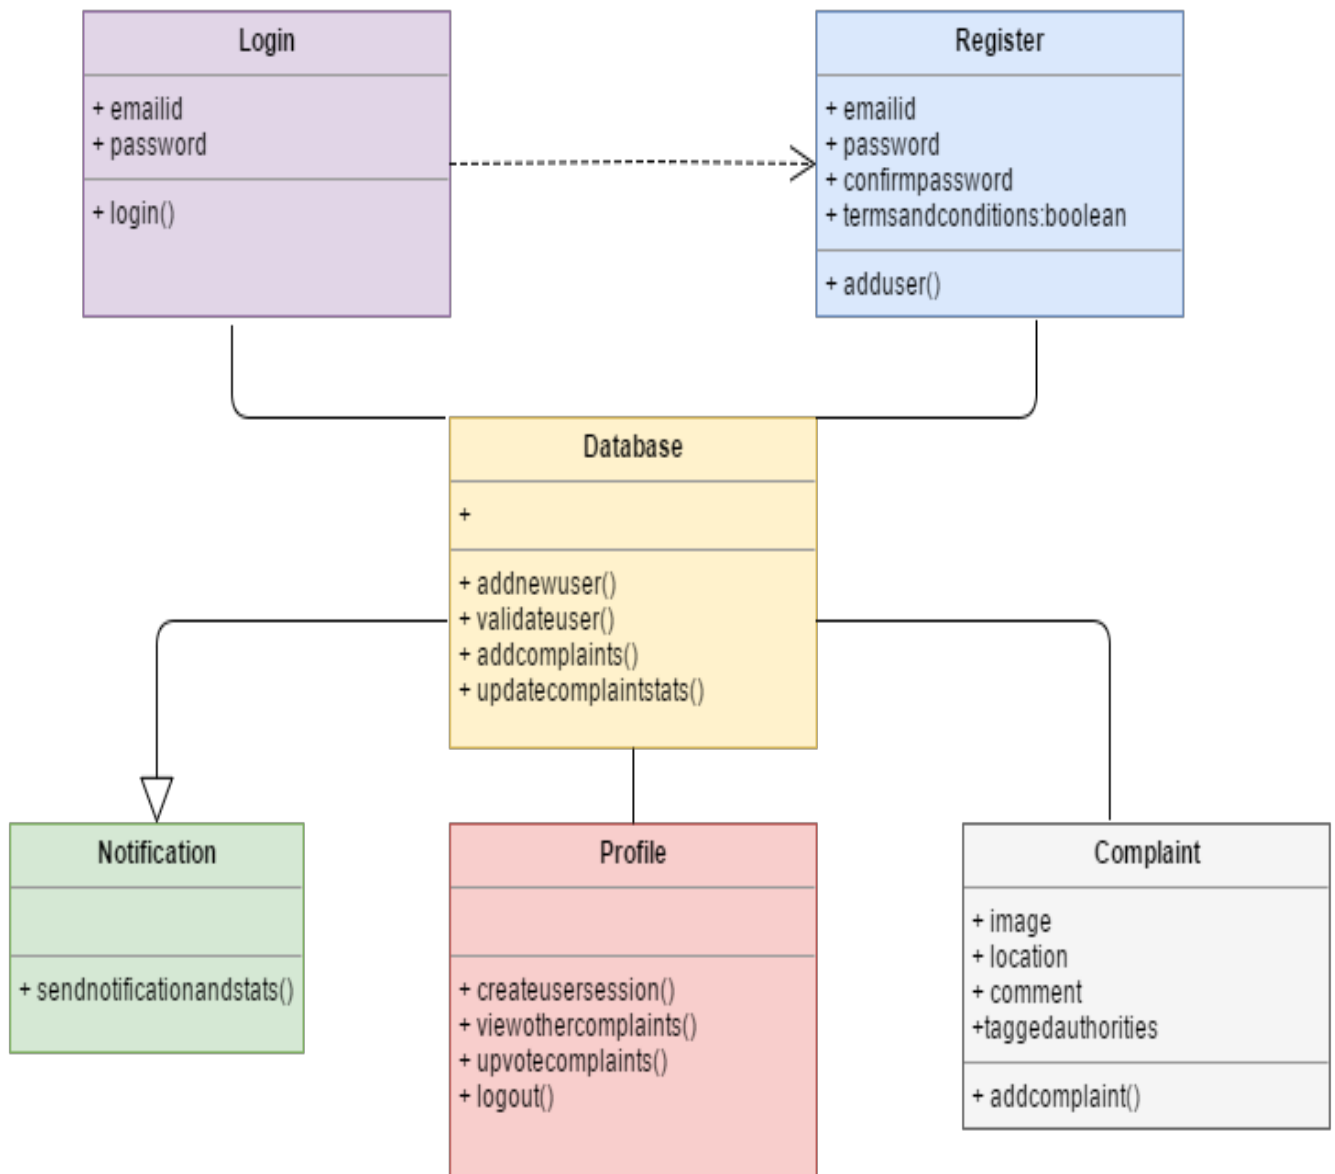 Login
+ emailid
+ password
+ login()
Register
+ emailid
+ password
+ confirmpassword
+ termsandconditions:boolean
+ adduser()
Database
+
+ addnewuser()
+ validateuser()
+ addcomplaints()
+ updatecomplaintstats()
Notification
+ sendnotificationandstats()
Profile
+ createusersession()
+ viewothercomplaints()
+ upvotecomplaints()
+ logout()
Complaint
+ image
+ location
+ comment
+taggedauthorities
+ addcomplaint()